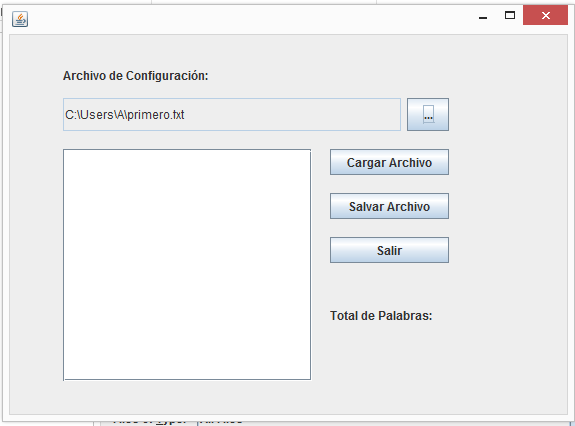 Archivo de Configuración:
C:\Users\A\primero.txt
...
Cargar Archivo
Salvar Archivo
Salir
Total de Palabras: